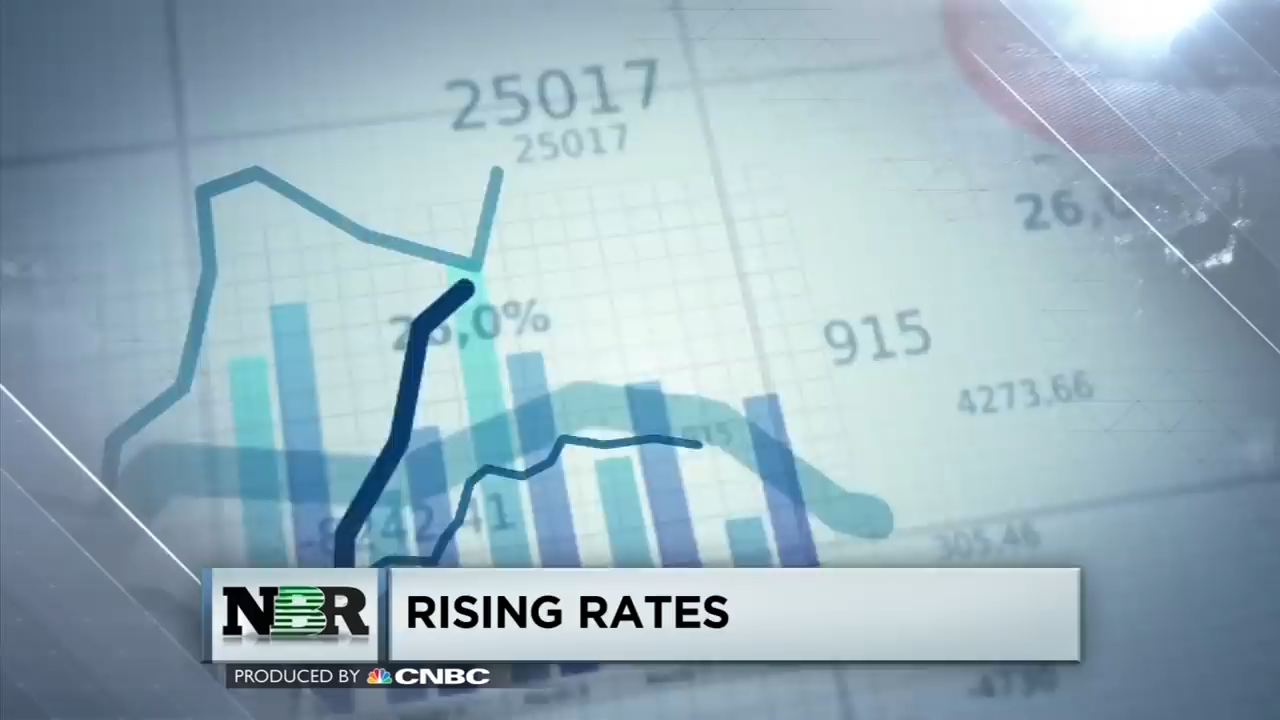 25017
25017
26,0%
915
4273.66
305.46
NBR
RISING RATES
PRODUCED BY CNBC